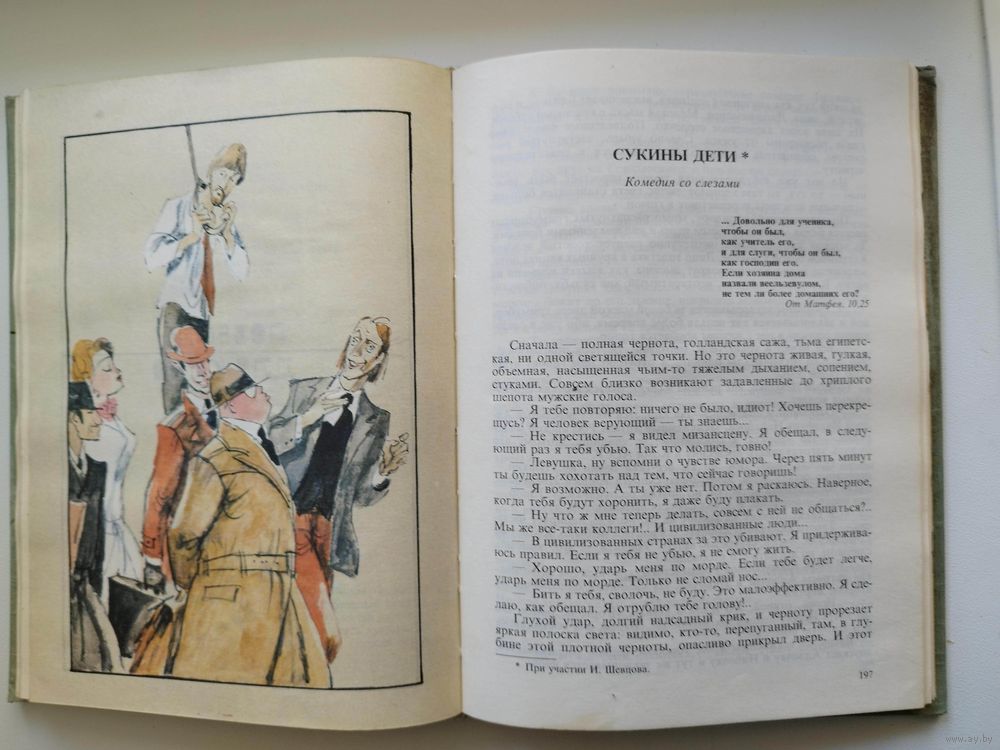 СУКИНЫ ДЕТИ *
Комедия со слезами
... Довольно для ученика,
чтобы он был,
как учитель его,
и для слуги, чтобы он был,
как господин его.
Если хозяина дома
назвали веельзевулом,
не тем ли более домашних его?
От Матфея, 10,25
Сначала — полная чернота, голландская сажа, тьма египет-
ская, ни одной светящейся точки. Но это чернота живая, гулкая,
объемная, насыщенная чьим-то тяжелым дыханием, сопением,
стуками. Совсем близко возникают задавленные до хриплого
шепота мужские голоса.
— Я тебе повторяю: ничего не было, идиот! Хочешь перекре-
щусь? Я человек верующий — ты знаешь...
— Не крестись — я видел мизансцену. Я обещал, в следу-
ющий раз я тебя убью. Так что молись, говно!
— Левушка, ну вспомни о чувстве юмора. Через пять минут
ты будешь хохотать над тем, что сейчас говоришь!
— Я возможно. А ты уже нет. Потом я раскаюсь. Наверное,
когда тебя будут хоронить, я даже буду плакать.
— Ну что ж мне теперь делать, совсем с ней не общаться?..
Мы же все-таки коллеги!.. И цивилизованные люди...
— В цивилизованных странах за это убивают. Я придержива-
юсь правил. Если я тебя не убью, я не смогу жить.
— Хорошо, ударь меня по морде. Если тебе будет легче,
ударь меня по морде. Только не сломай нос...
— Бить я тебя, сволочь, не буду. Это малоэффективно. Я сде-
лаю, как обещал. Я отрублю тебе голову!..
Глухой удар, долгий надсадный крик, и черноту прорезает
яркая полоска света: видимо, кто-то, перепуганный, там, в глу-
бине этой плотной черноты, опасливо прикрыл дверь. И этот
* При участии И. Шевцова.
197
www.ay.by